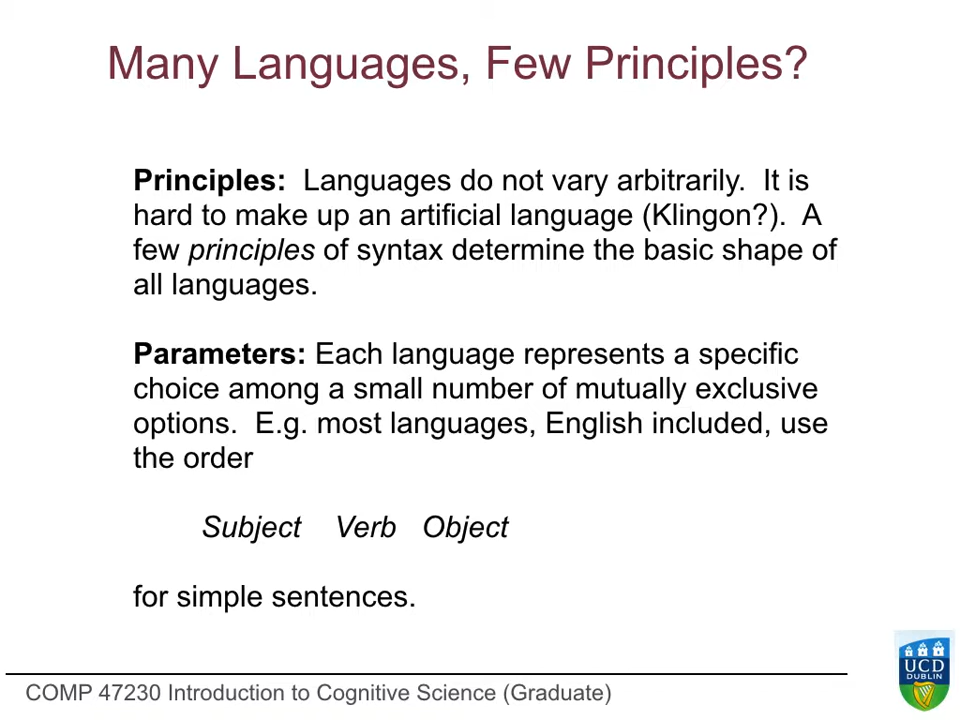 Many Languages, Few Principles?
Principles: Languages do not vary arbitrarily. It is
hard to make up an artificial language (Klingon?). A
few principles of syntax determine the basic shape of
all languages.
Parameters: Each language represents a specific
choice among a small number of mutually exclusive
options. E.g. most languages, English included, use
the order
Subject Verb Object
for simple sentences.
COMP 47230 Introduction to Cognitive Science (Graduate)
UCD
DUBLIN